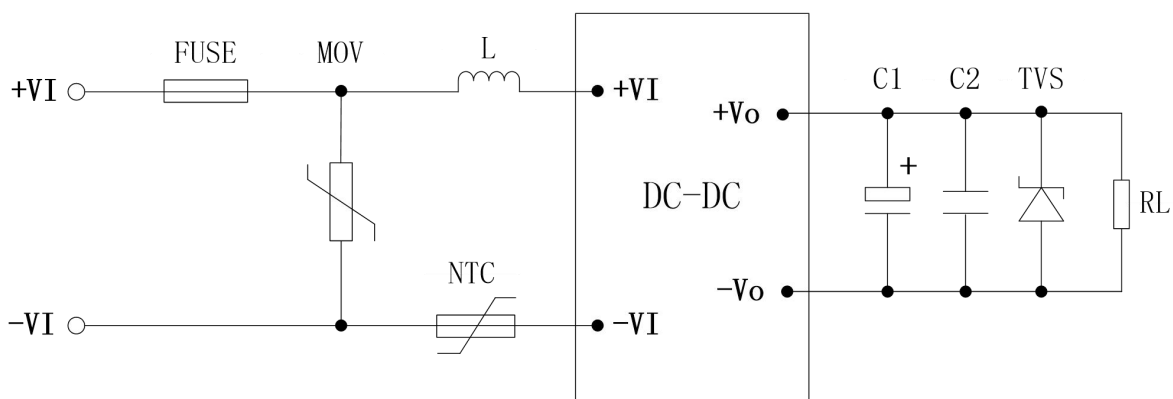 FUSE
MOV
L
+VI
+VI
C1
C2
TVS
+Vo
+
DC-DC
RL
NTC
-Vo
-VI
-VI